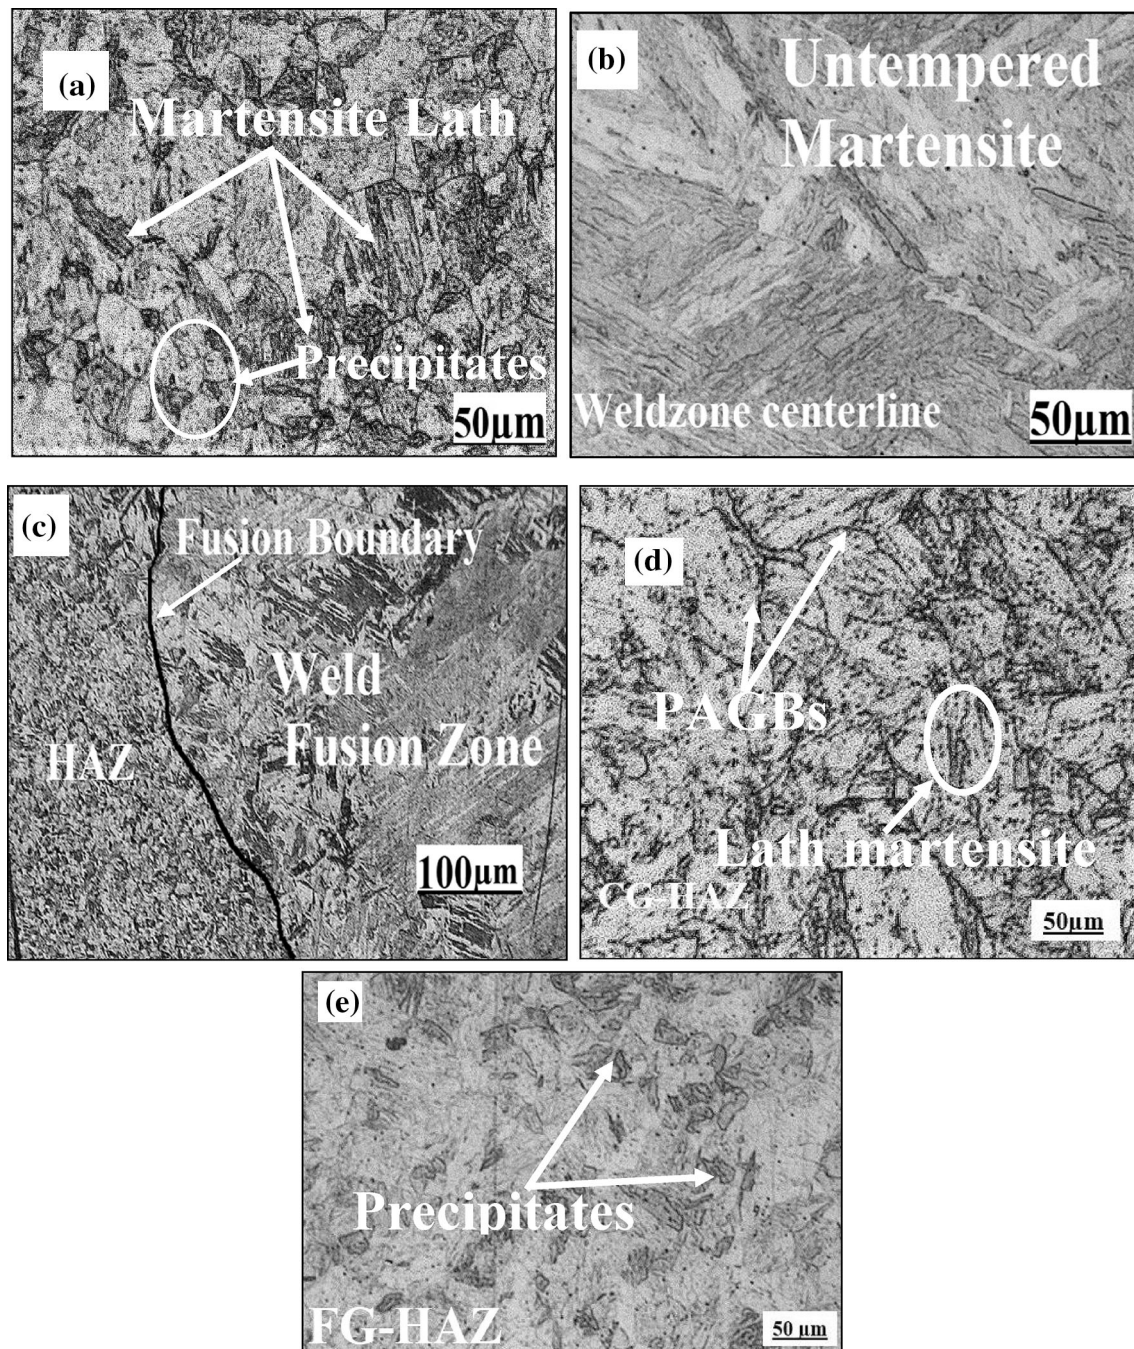 (a)
Martensite Lath
Precipitates
50μm
(b)
Untempered
Martensite
Weldzone centerline
50μm
(c)
Fusion Boundary
Weld
Fusion Zone
HAZ
100μm
(d)
PAGBs
Lath martensite
CG-HAZ
50μm
(e)
Precipitates
FG-HAZ
50 μm